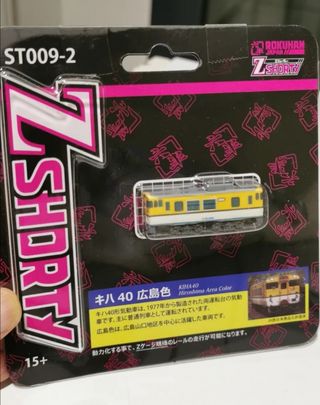 ST009-2
ROKUHAN
JAPAN
Z
SHORTY
Z SHORTY
キハ 40 広島色
KIHA40
Hiroshima Area Color
キハ40形気動車は、1977年から製造された両運転台の気動
車です。主に普通列車として運転されています。
広島色は、広島山口地区を中心に活躍した車両です。
動力化する事で、Zゲージ規格のレールの走行が可能になります。
15+